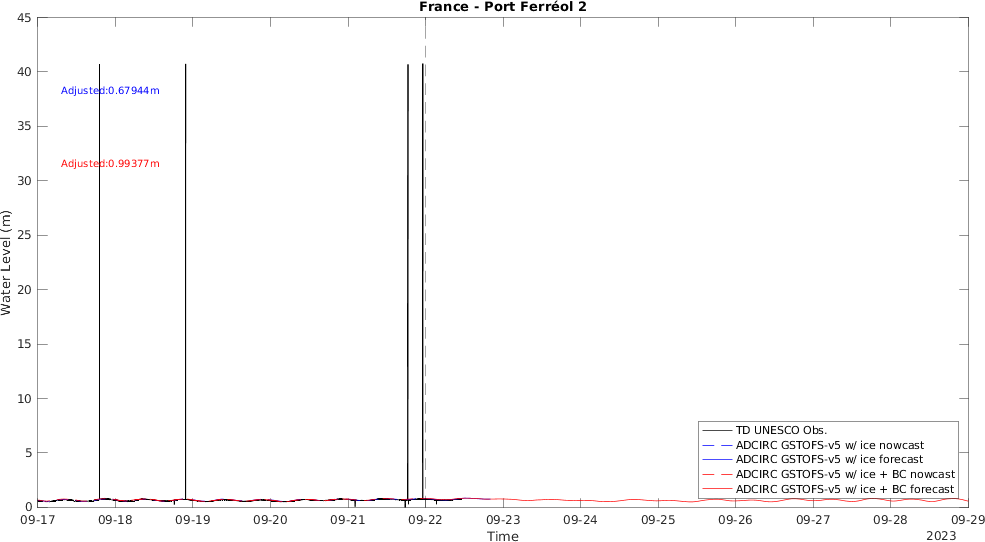 France - Port Ferréol 2
45
40
35
30
25
20
15
10
5
0
Water Level (m)
Adjusted:0.67944m
Adjusted:0.99377m
TD UNESCO Obs.
ADCIRC GSTOFS-v5 w/ ice nowcast
ADCIRC GSTOFS-v5 w/ ice forecast
ADCIRC GSTOFS-v5 w/ ice + BC nowcast
ADCIRC GSTOFS-v5 w/ ice + BC forecast
09-17 09-18 09-19 09-20 09-21 09-22 09-23 09-24 09-25 09-26 09-27 09-28 09-29
Time
2023